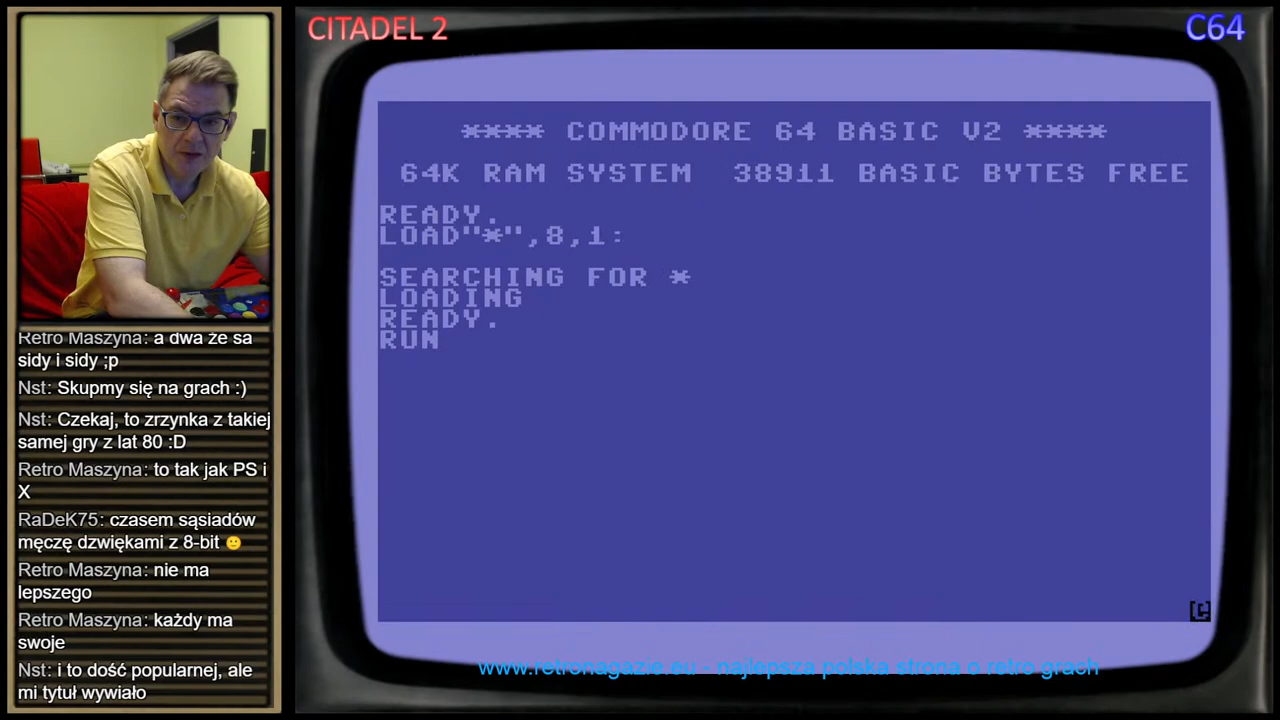 CITADEL 2
C64
**** COMMODORE 64 BASIC V2 ****
64K RAM SYSTEM  38911 BASIC BYTES FREE
READY.
LOAD"*",8,1:
SEARCHING FOR *
LOADING
READY.
RUN
[C]
www.retronagazie.eu - najlepsza polska strona o retro grach
Retro Maszyna: a dwa że sa
sidy i sidy ;p
Nst: Skupmy się na grach :)
Nst: Czekaj, to zrzynka z takiej
samej gry z lat 80 :D
Retro Maszyna: to tak jak PS i
X
RaDeK75: czasem sąsiadów
męczę dzwiękami z 8-bit 🙂
Retro Maszyna: nie ma
lepszego
Retro Maszyna: każdy ma
swoje
Nst: i to dość popularnej, ale
mi tytuł wywiało